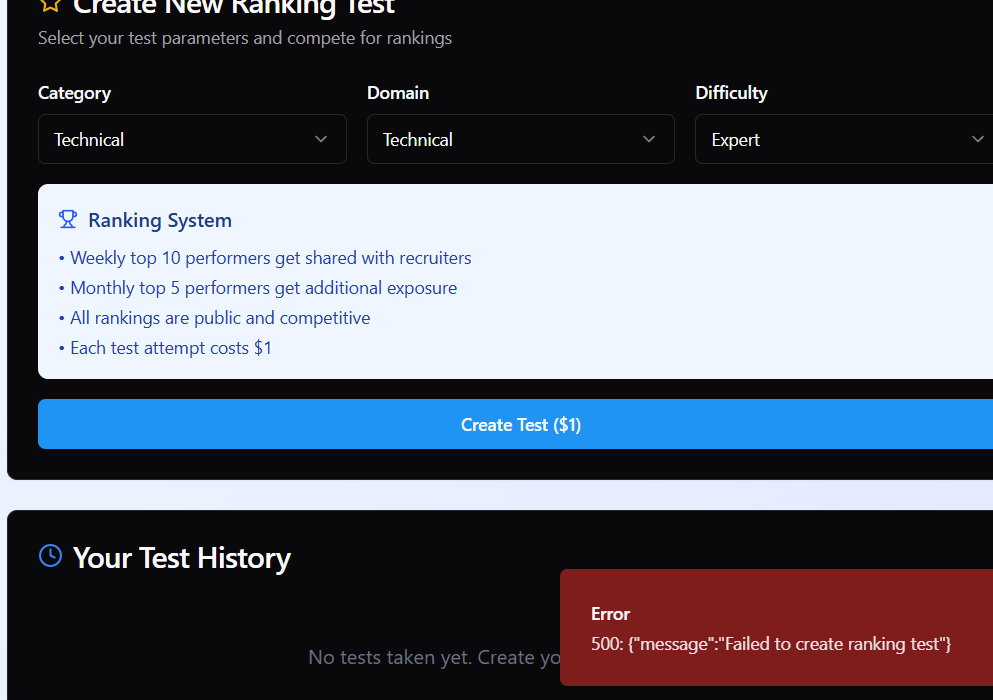 Create New Ranking Test
Select your test parameters and compete for rankings
Category
Domain
Difficulty
Technical
Technical
Expert
Ranking System
• Weekly top 10 performers get shared with recruiters
• Monthly top 5 performers get additional exposure
• All rankings are public and competitive
• Each test attempt costs $1
Create Test ($1)
Your Test History
No tests taken yet. Create
Error
500: {"message":"Failed to create ranking test"}